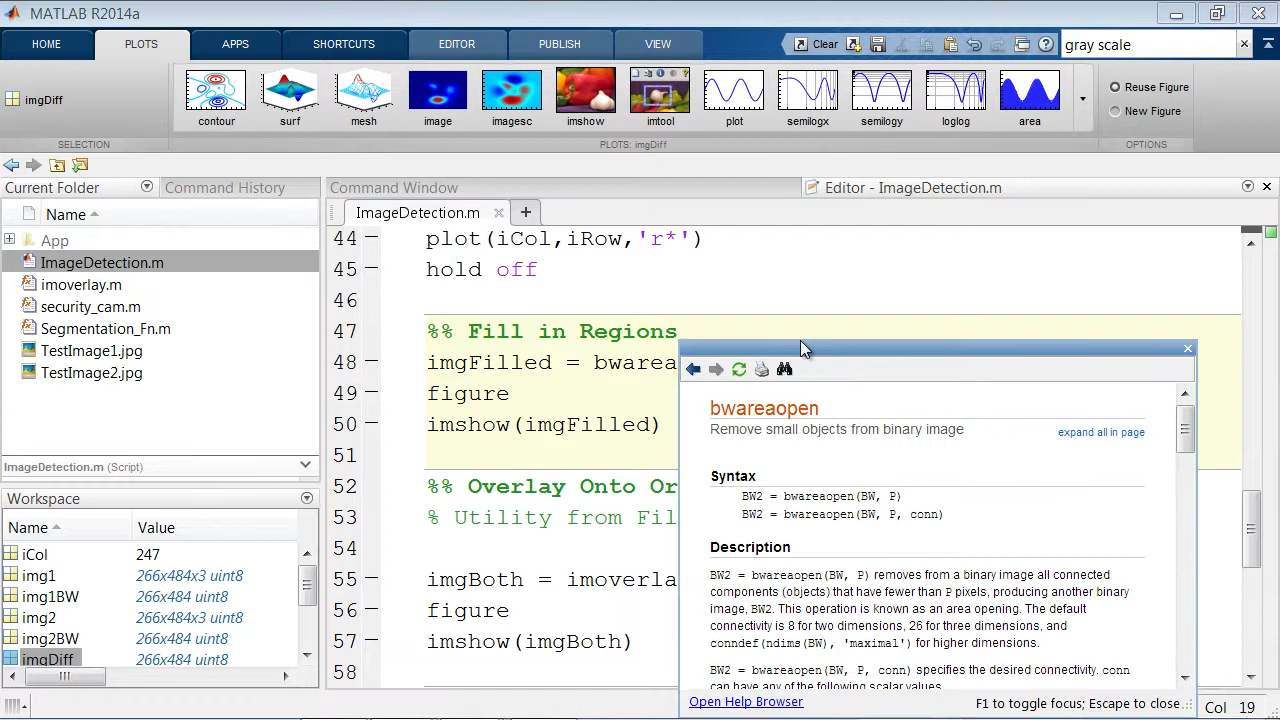 MATLAB R2014a
HOME PLOTS APPS SHORTCUTS EDITOR PUBLISH VIEW Clear gray scale
imgDiff
contour surf mesh image imagesc imshow imtool plot semilogx semilogy loglog area
Reuse Figure
New Figure
SELECTION PLOTS: imgDiff OPTIONS
Current Folder Command History Command Window Editor - ImageDetection.m
Name
App
ImageDetection.m
imoverlay.m
security_cam.m
Segmentation_Fn.m
TestImage1.jpg
TestImage2.jpg
ImageDetection.m (Script)
Workspace
Name Value
iCol 247
img1 266x484x3 uint8
img1BW 266x484 uint8
img2 266x484x3 uint8
img2BW 266x484 uint8
imgDiff 266x484 uint8
ImageDetection.m
44 plot(iCol,iRow,'r*')
45 hold off
46
47 %% Fill in Regions
48 imgFilled = bwarea
49 figure
50 imshow(imgFilled)
51
52 %% Overlay Onto Or
53 % Utility from Fil
54
55 imgBoth = imoverla
56 figure
57 imshow(imgBoth)
58
bwareaopen
Remove small objects from binary image
expand all in page
Syntax
BW2 = bwareaopen(BW, P)
BW2 = bwareaopen(BW, P, conn)
Description
BW2 = bwareaopen(BW, P) removes from a binary image all connected
components (objects) that have fewer than P pixels, producing another binary
image, BW2. This operation is known as an area opening. The default
connectivity is 8 for two dimensions, 26 for three dimensions, and
conndef(ndims(BW), 'maximal') for higher dimensions.
BW2 = bwareaopen(BW, P, conn) specifies the desired connectivity. conn
can have any of the following scalar values.
Open Help Browser F1 to toggle focus; Escape to close
Col 19